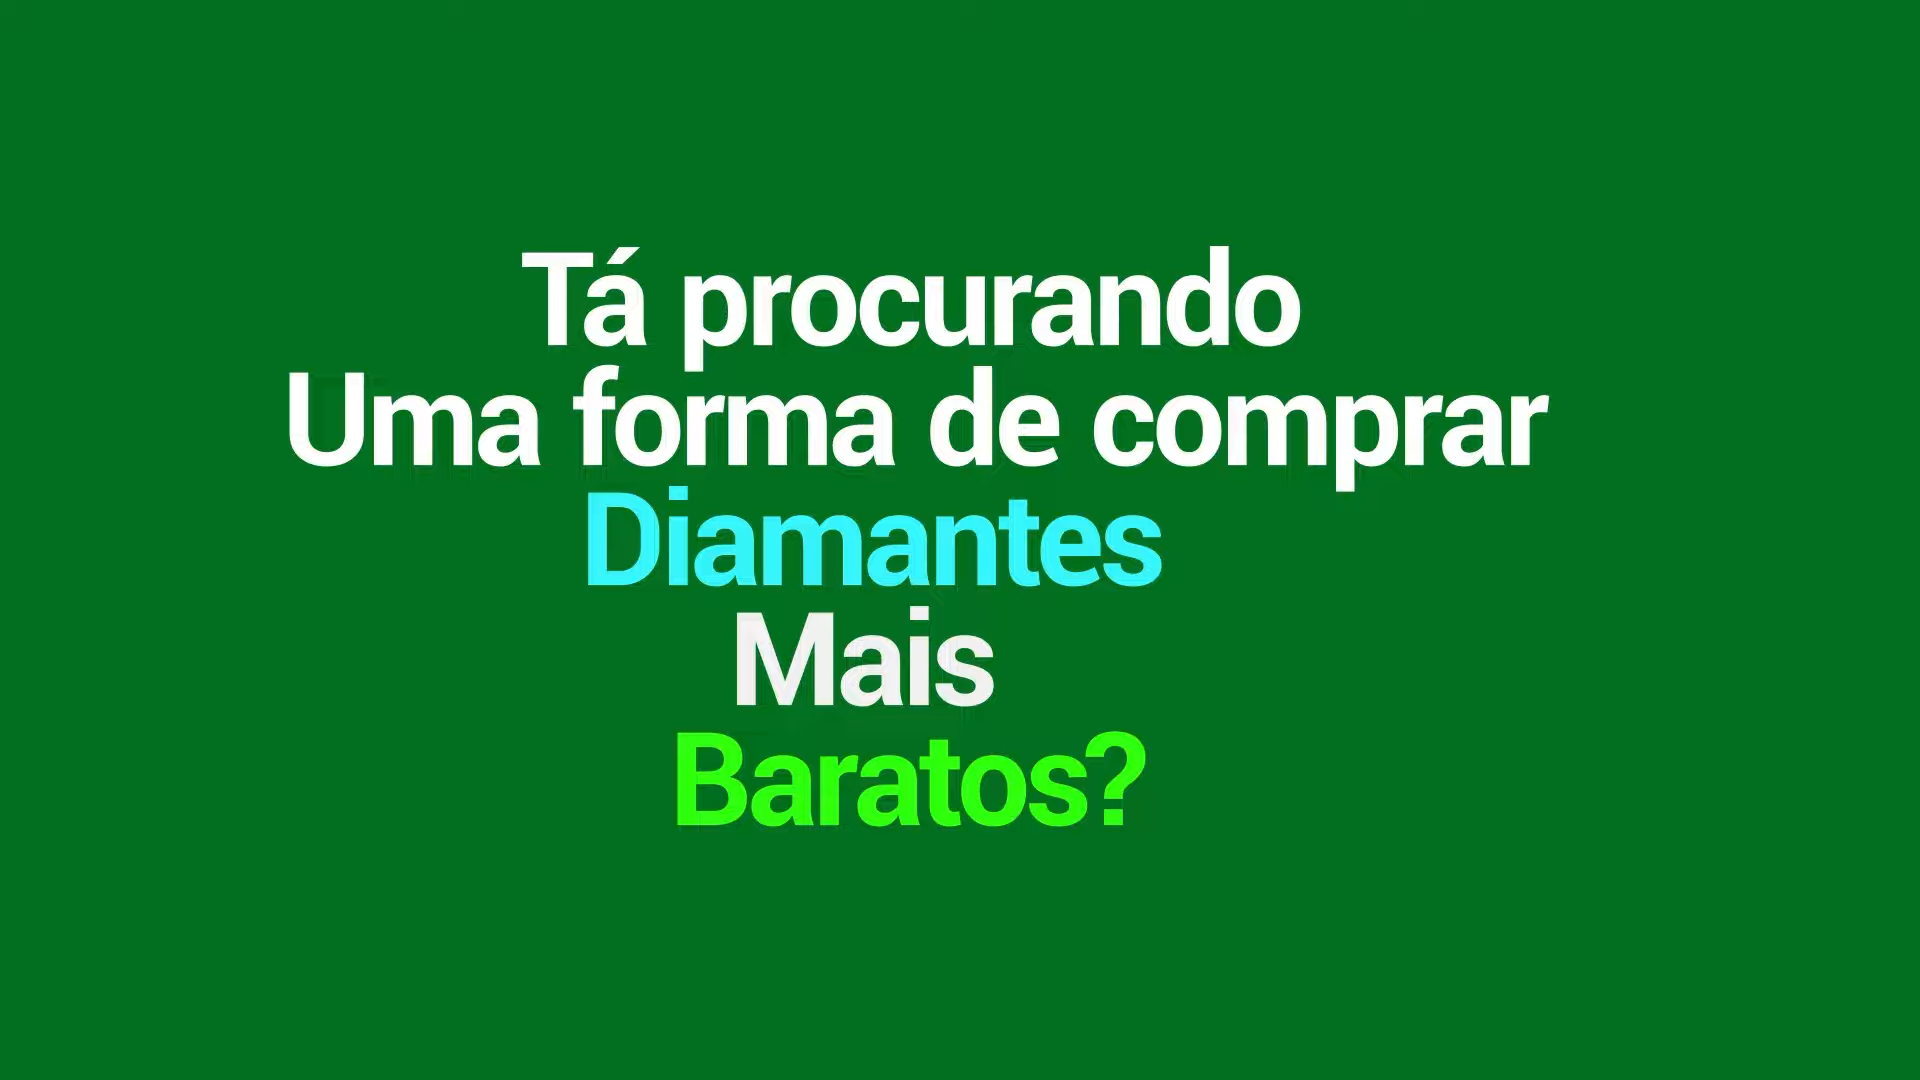 Tá procurando
Uma forma de comprar
Diamantes
Mais
Baratos?